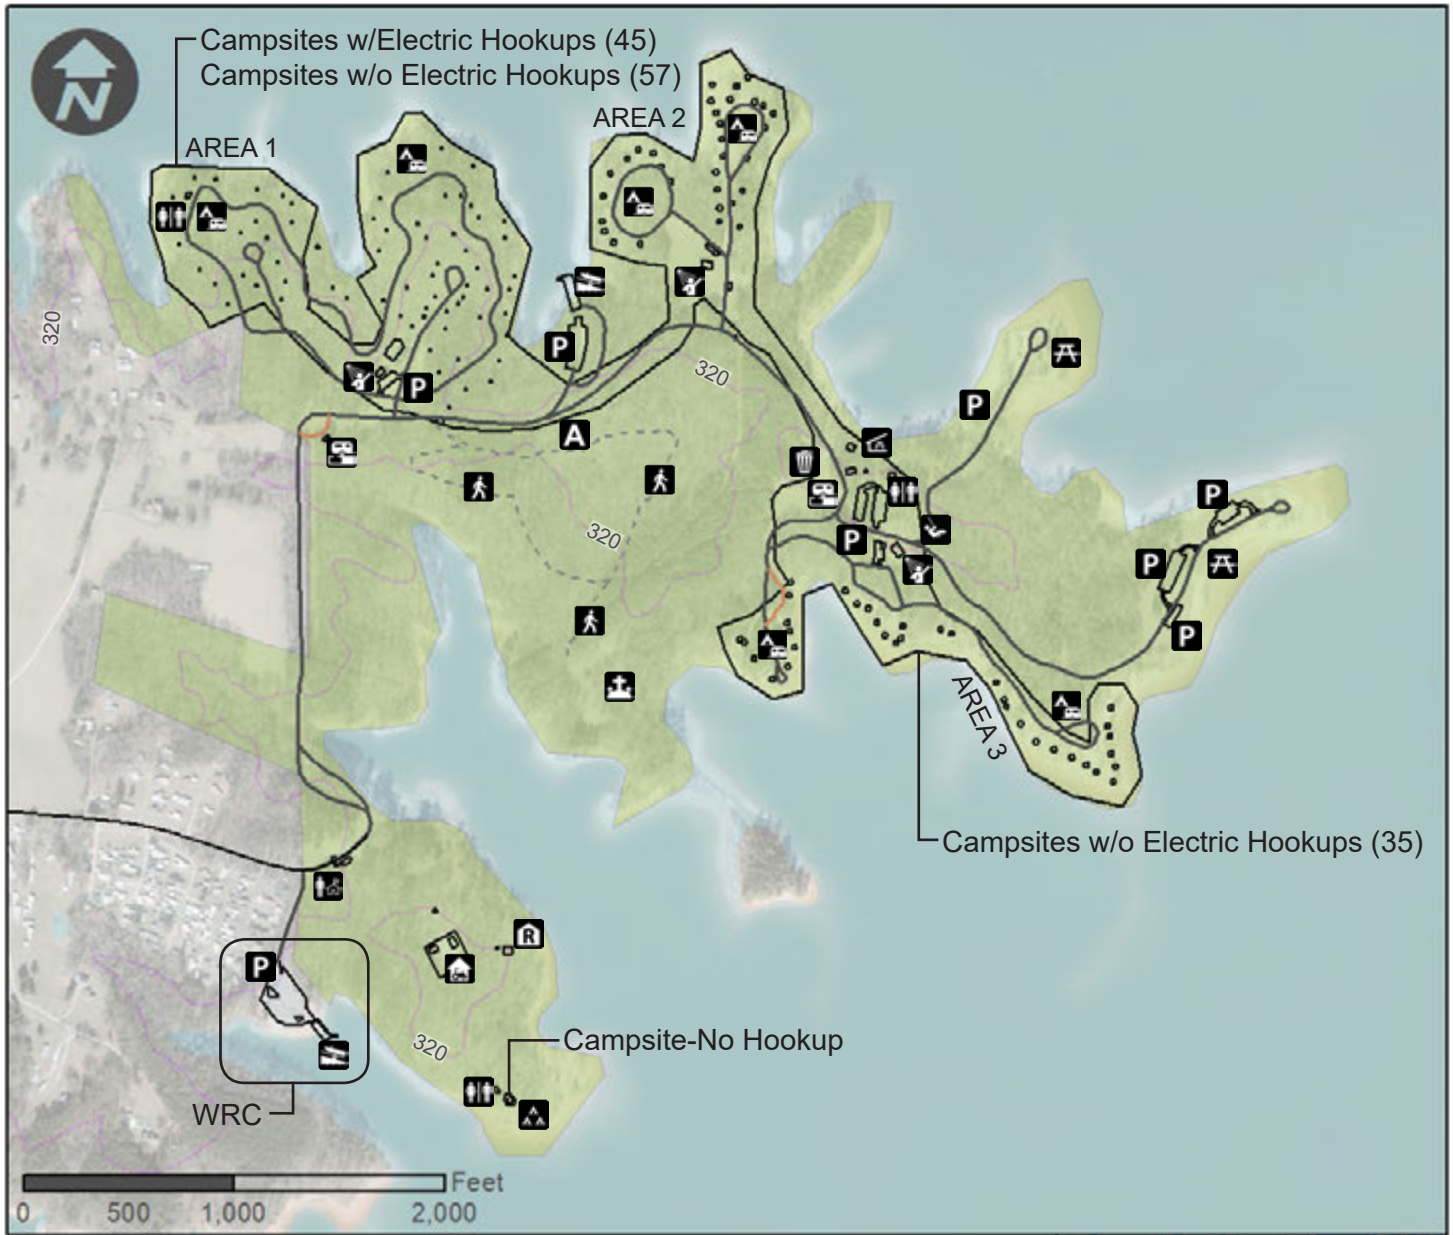 Campsites w/Electric Hookups (45)
Campsites w/o Electric Hookups (57)
N
AREA 1
AREA 2
320
320
P
P
P
A
320
P
P
P
P
AREA 3
Campsites w/o Electric Hookups (35)
R
P
320
Campsite-No Hookup
WRC
Feet
0 500 1,000 2,000